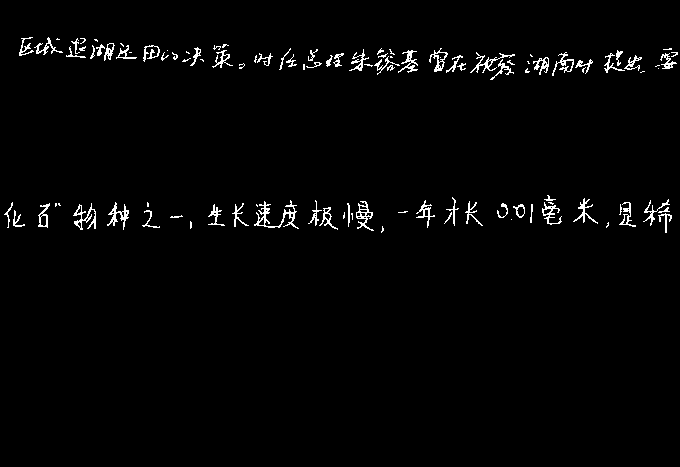 区域退湖还田的决策。时任总理朱镕基曾在视察湖南时提出要
化石”物种之一,生长速度极慢,一年才长0.01毫米,是稀